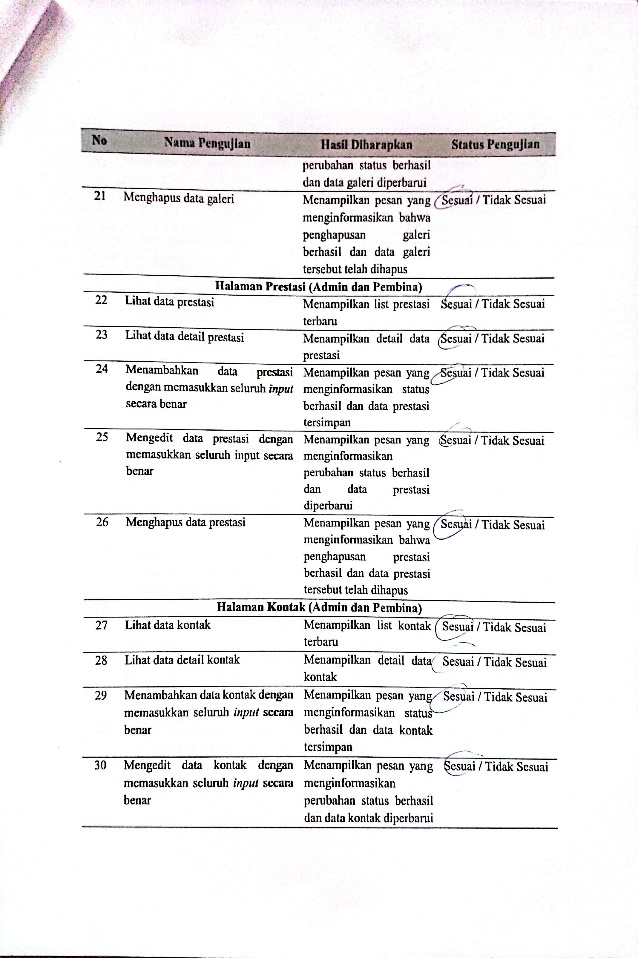 No Nama Pengujian Hasil Diharapkan Status Pengujian
perubahan status berhasil
dan data galeri diperbarui
21 Menghapus data galeri Menampilkan pesan yang Sesuai / Tidak Sesuai
menginformasikan bahwa
penghapusan galeri
berhasil dan data galeri
tersebut telah dihapus
Halaman Prestasi (Admin dan Pembina)
22 Lihat data prestasi Menampilkan list prestasi Sesuai / Tidak Sesuai
terbaru
23 Lihat data detail prestasi Menampilkan detail data Sesuai / Tidak Sesuai
prestasi
24 Menambahkan data prestasi Menampilkan pesan yang Sesuai / Tidak Sesuai
dengan memasukkan seluruh input menginformasikan status
secara benar berhasil dan data prestasi
tersimpan
25 Mengedit data prestasi dengan Menampilkan pesan yang Sesuai / Tidak Sesuai
memasukkan seluruh input secara menginformasikan
benar perubahan status berhasil
dan data prestasi
diperbarui
26 Menghapus data prestasi Menampilkan pesan yang Sesuai / Tidak Sesuai
menginformasikan bahwa
penghapusan prestasi
berhasil dan data prestasi
tersebut telah dihapus
Halaman Kontak (Admin dan Pembina)
27 Lihat data kontak Menampilkan list kontak Sesuai / Tidak Sesuai
terbaru
28 Lihat data detail kontak Menampilkan detail data Sesuai / Tidak Sesuai
kontak
29 Menambahkan data kontak dengan Menampilkan pesan yang Sesuai / Tidak Sesuai
memasukkan seluruh input secara menginformasikan status
benar berhasil dan data kontak
tersimpan
30 Mengedit data kontak dengan Menampilkan pesan yang Sesuai / Tidak Sesuai
memasukkan seluruh input secara menginformasikan
benar perubahan status berhasil
dan data kontak diperbarui